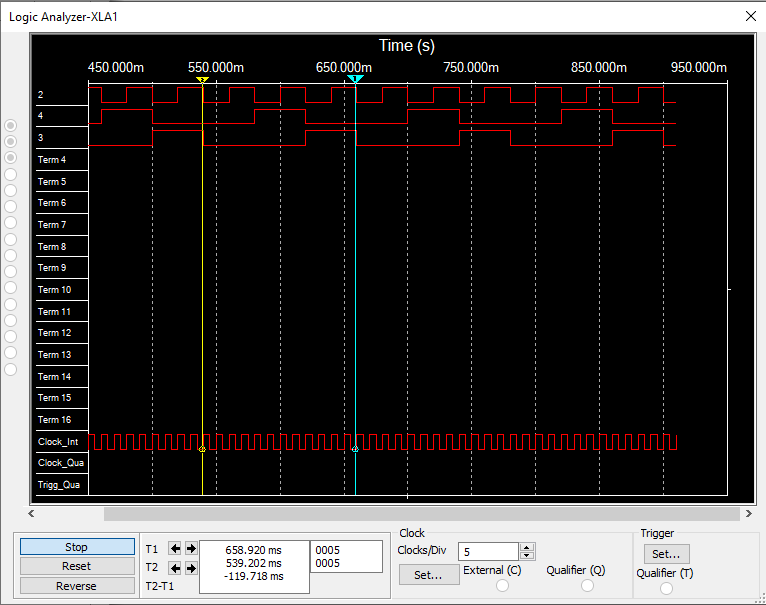 Logic Analyzer-XLA1
Time (s)
450.000m 550.000m 650.000m 750.000m 850.000m 950.000m
2
4
3
Term 4
Term 5
Term 6
Term 7
Term 8
Term 9
Term 10
Term 11
Term 12
Term 13
Term 14
Term 15
Term 16
Clock_Int
Clock_Qua
Trigg_Qua
Stop
Reset
Reverse
T1 658.920 ms 0005
T2 539.202 ms 0005
T2-T1 -119.718 ms
Clock
Clocks/Div 5
Set... External (C) Qualifier (Q)
Trigger
Set...
Qualifier (T)